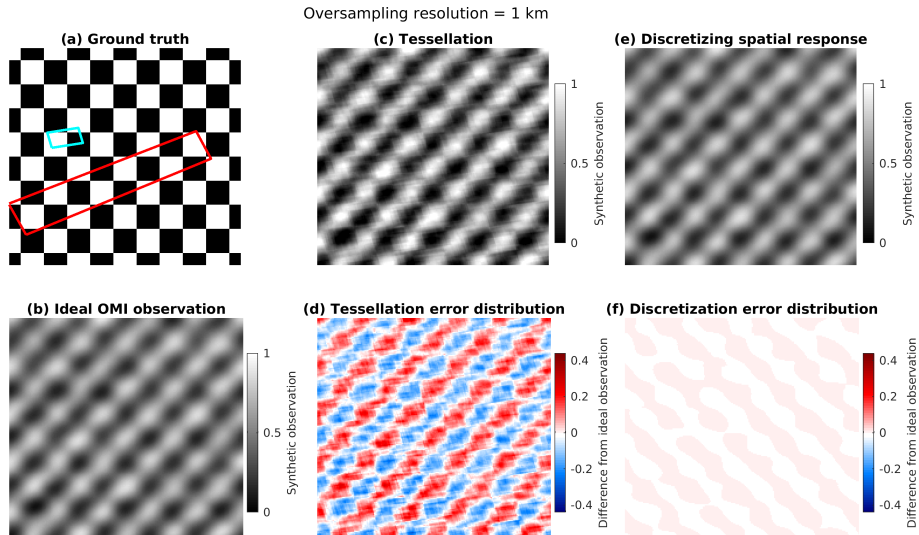 Oversampling resolution = 1 km
(a) Ground truth
(c) Tessellation
1
0.5
0
Synthetic observation
(e) Discretizing spatial response
1
0.5
0
Synthetic observation
(b) Ideal OMI observation
1
0.5
0
Synthetic observation
(d) Tessellation error distribution
0.4
0.2
0
-0.2
-0.4
Difference from ideal observation
(f) Discretization error distribution
0.4
0.2
0
-0.2
-0.4
Difference from ideal observation